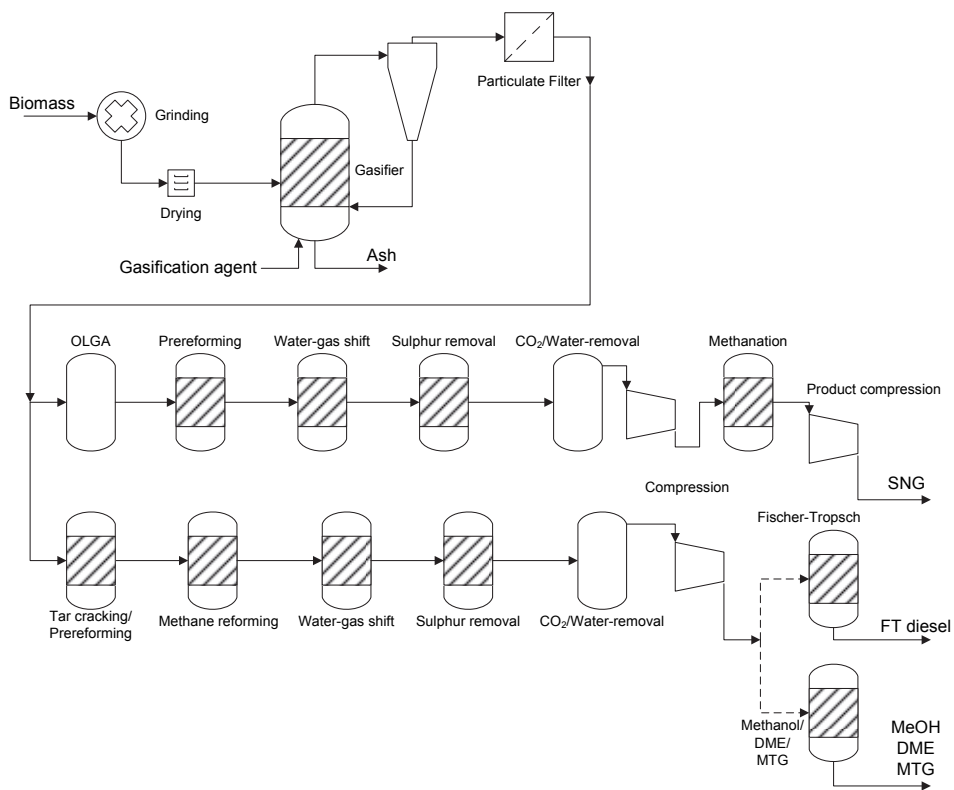 Particulate Filter
Biomass
Grinding
Gasifier
Drying
Gasification agent
Ash
OLGA
Prereforming
Water-gas shift
Sulphur removal
CO₂/Water-removal
Methanation
Product compression
SNG
Compression
Fischer-Tropsch
Tar cracking/
Prereforming
Methane reforming
Water-gas shift
Sulphur removal
CO₂/Water-removal
FT diesel
Methanol/
DME/
MTG
MeOH
DME
MTG